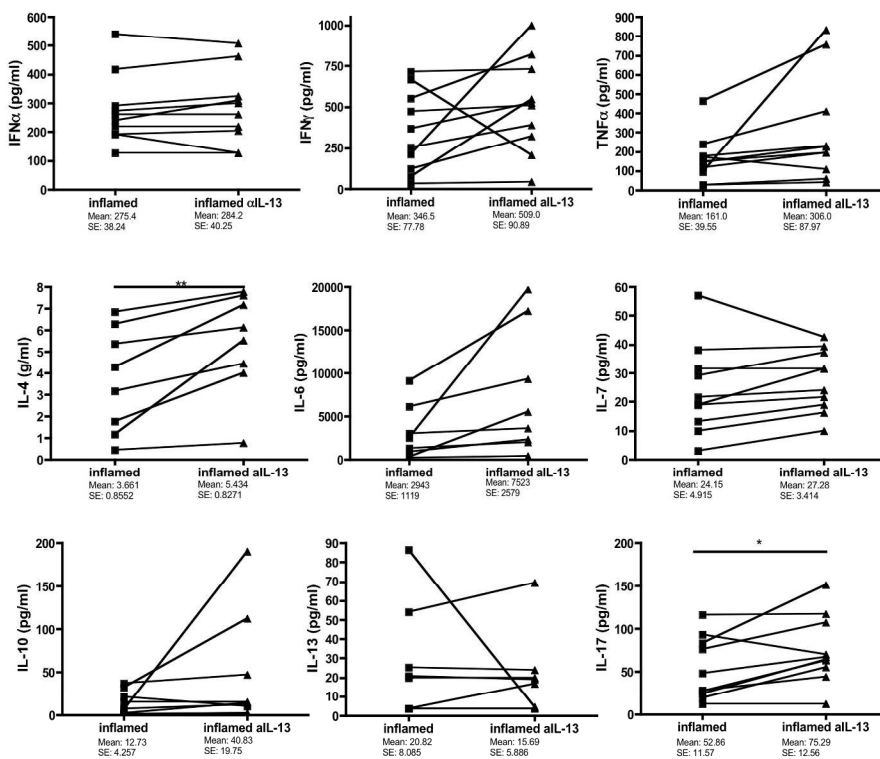 600
500
400
300
200
100
0
IFNα (pg/ml)
inflamed
inflamed αIL-13
Mean: 275.4
SE: 38.24
Mean: 284.2
SE: 40.25
1000
750
500
250
0
IFNγ (pg/ml)
inflamed
inflamed aIL-13
Mean: 346.5
SE: 77.78
Mean: 509.0
SE: 90.89
900
800
700
600
500
400
300
200
100
0
TNFα (pg/ml)
inflamed
inflamed aIL-13
Mean: 161.0
SE: 39.55
Mean: 306.0
SE: 87.97
**
8
7
6
5
4
3
2
1
0
IL-4 (g/ml)
inflamed
inflamed aIL-13
Mean: 3.661
SE: 0.8552
Mean: 5.434
SE: 0.8271
20000
15000
10000
5000
0
IL-6 (pg/ml)
inflamed
inflamed aIL-13
Mean: 2943
SE: 1119
Mean: 7523
SE: 2579
60
50
40
30
20
10
0
IL-7 (pg/ml)
inflamed
inflamed aIL-13
Mean: 24.15
SE: 4.915
Mean: 27.28
SE: 3.414
200
150
100
50
0
IL-10 (pg/ml)
inflamed
inflamed aIL-13
Mean: 12.73
SE: 4.257
Mean: 40.83
SE: 19.75
90
80
70
60
50
40
30
20
10
0
IL-13 (pg/ml)
inflamed
inflamed aIL-13
Mean: 20.82
SE: 8.085
Mean: 15.69
SE: 5.886
*
200
150
100
50
0
IL-17 (pg/ml)
inflamed
inflamed aIL-13
Mean: 52.86
SE: 11.57
Mean: 75.29
SE: 12.56